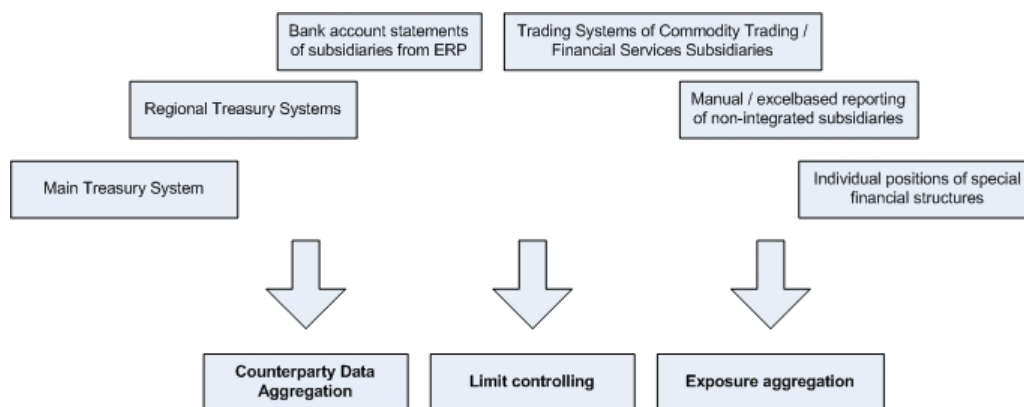 Bank account statements
of subsidiaries from ERP
Trading Systems of Commodity Trading /
Financial Services Subsidiaries
Regional Treasury Systems
Manual / excelbased reporting
of non-integrated subsidiaries
Main Treasury System
Individual positions of special
financial structures
Counterparty Data
Aggregation
Limit controlling
Exposure aggregation